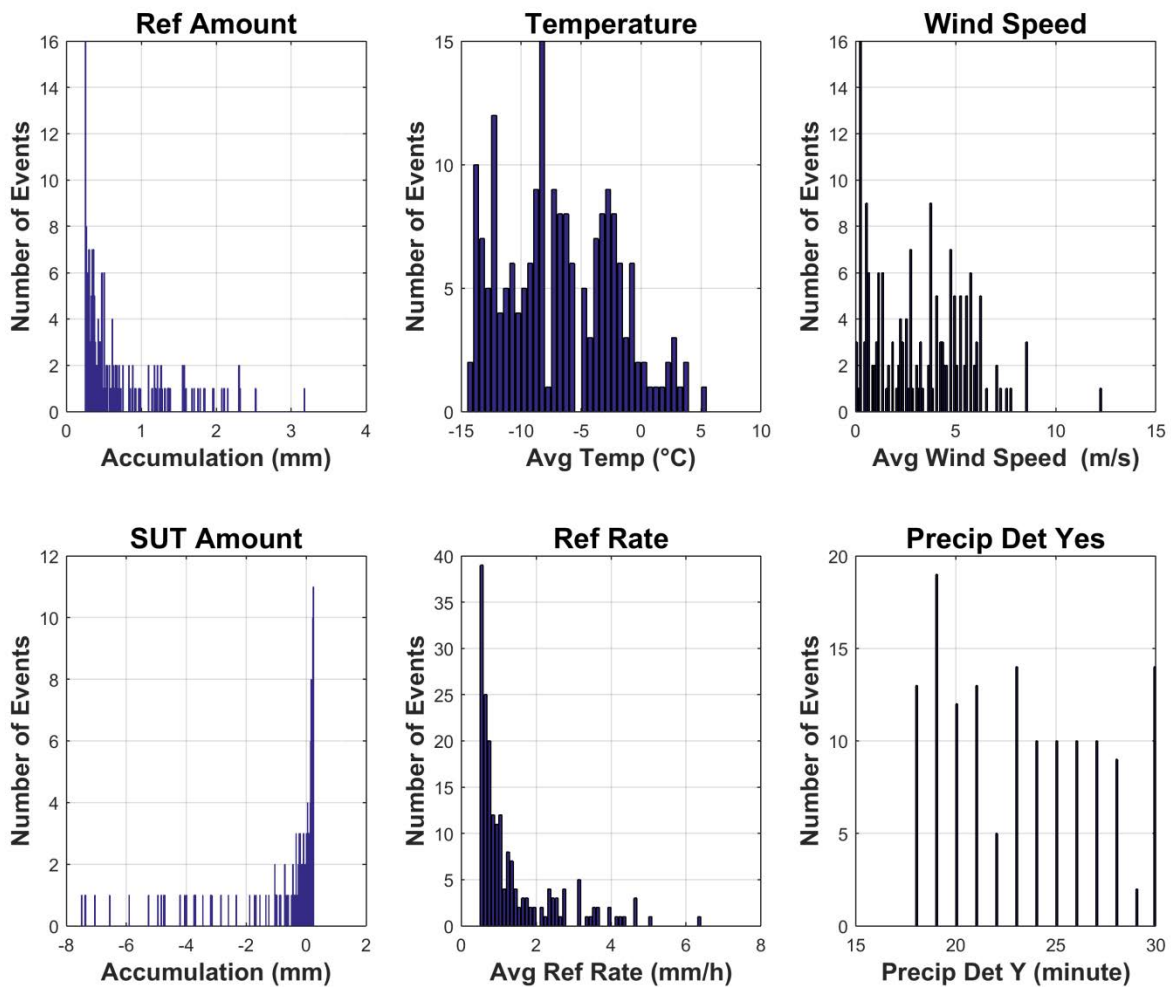 Ref Amount
Number of Events
16
14
12
10
8
6
4
2
0
0 1 2 3 4
Accumulation (mm)
Temperature
Number of Events
15
10
5
0
-15 -10 -5 0 5 10
Avg Temp (°C)
Wind Speed
Number of Events
16
14
12
10
8
6
4
2
0
0 5 10 15
Avg Wind Speed (m/s)
SUT Amount
Number of Events
12
10
8
6
4
2
0
-8 -6 -4 -2 0 2
Accumulation (mm)
Ref Rate
Number of Events
40
35
30
25
20
15
10
5
0
0 2 4 6 8
Avg Ref Rate (mm/h)
Precip Det Yes
Number of Events
20
15
10
5
0
15 20 25 30
Precip Det Y (minute)